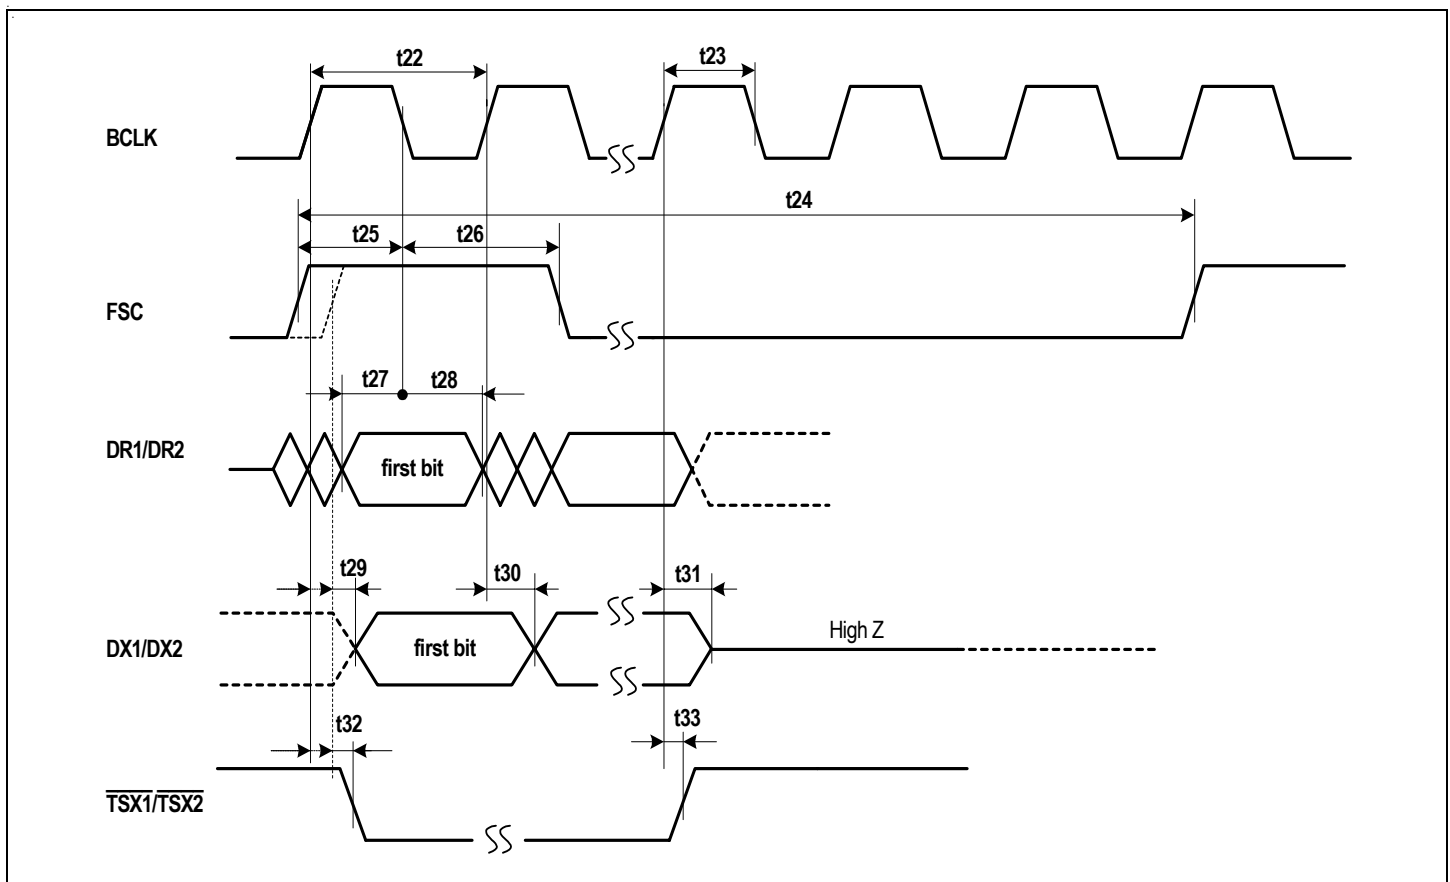 t22
t23
BCLK
t24
t25
t26
FSC
t27
t28
DR1/DR2
first bit
t29
t30
t31
DX1/DX2
first bit
High Z
t32
t33
TSX1/TSX2